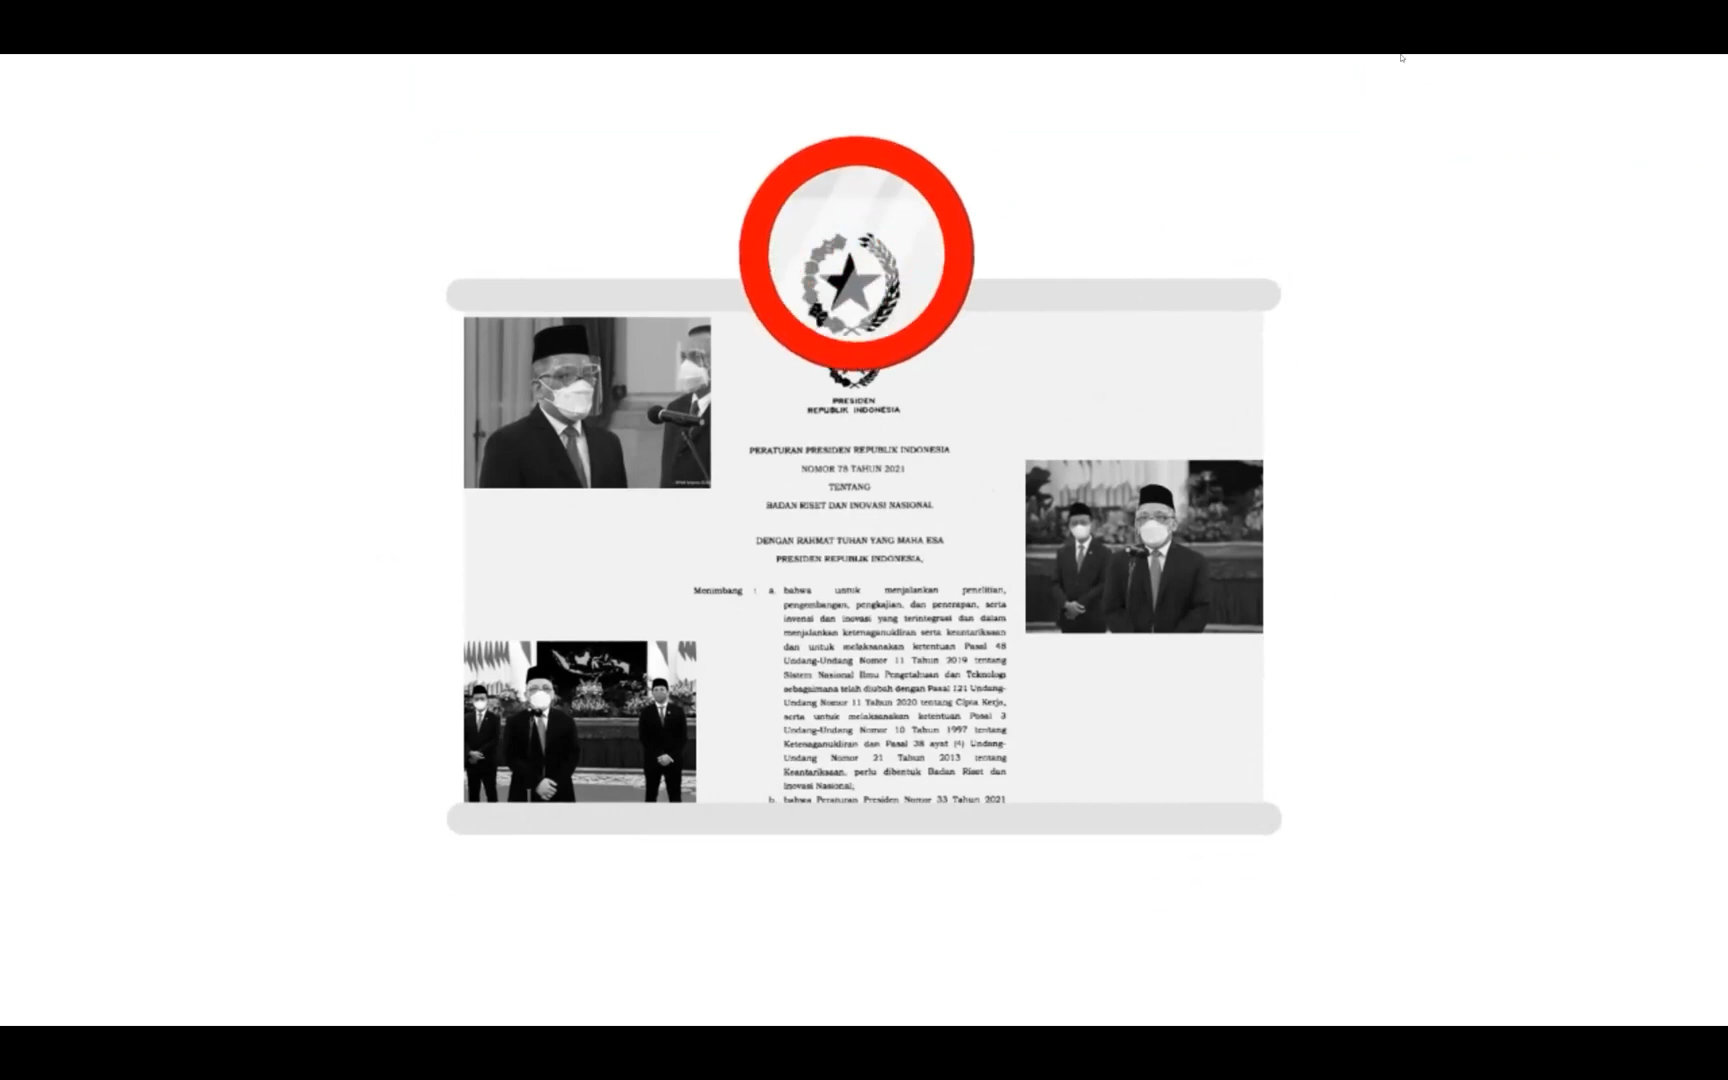 PRESIDEN
REPUBLIK INDONESIA
PERATURAN PRESIDEN REPUBLIK INDONESIA
NOMOR 78 TAHUN 2021
TENTANG
BADAN RISET DAN INOVASI NASIONAL
DENGAN RAHMAT TUHAN YANG MAHA ESA
PRESIDEN REPUBLIK INDONESIA,
Menimbang : a. bahwa untuk menjalankan penelitian,
pengembangan, pengkajian, dan penerapan, serta
invensi dan inovasi yang terintegrasi dan dalam
menjalankan ketenaganukliran serta keantariksaan
dan untuk melaksanakan ketentuan Pasal 48
Undang-Undang Nomor 11 Tahun 2019 tentang
Sistem Nasional Ilmu Pengetahuan dan Teknologi
sebagaimana telah diubah dengan Pasal 121 Undang-
Undang Nomor 11 Tahun 2020 tentang Cipta Kerja,
serta untuk melaksanakan ketentuan Pasal 3
Undang-Undang Nomor 10 Tahun 1997 tentang
Ketenaganukliran dan Pasal 38 ayat (4) Undang-
Undang Nomor 21 Tahun 2013 tentang
Keantariksaan, perlu dibentuk Badan Riset dan
Inovasi Nasional;
b. bahwa Peraturan Presiden Nomor 33 Tahun 2021